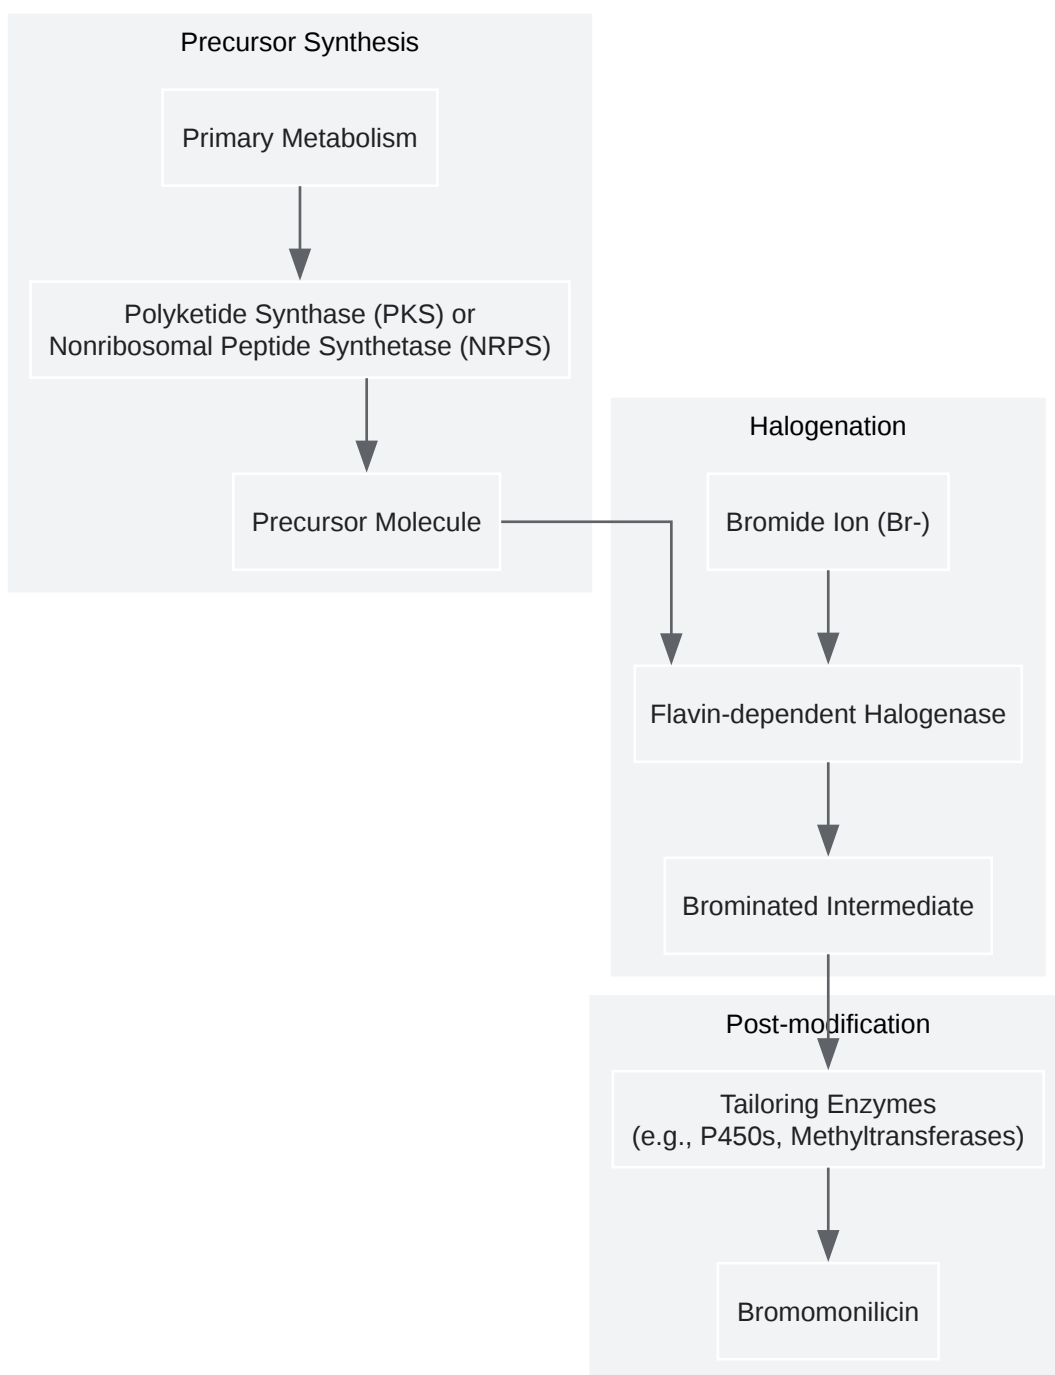 Precursor Synthesis
Primary Metabolism
Polyketide Synthase (PKS) or
Nonribosomal Peptide Synthetase (NRPS)
Precursor Molecule
Halogenation
Bromide Ion (Br-)
Flavin-dependent Halogenase
Brominated Intermediate
Post-modification
Tailoring Enzymes
(e.g., P450s, Methyltransferases)
Bromomonilicin